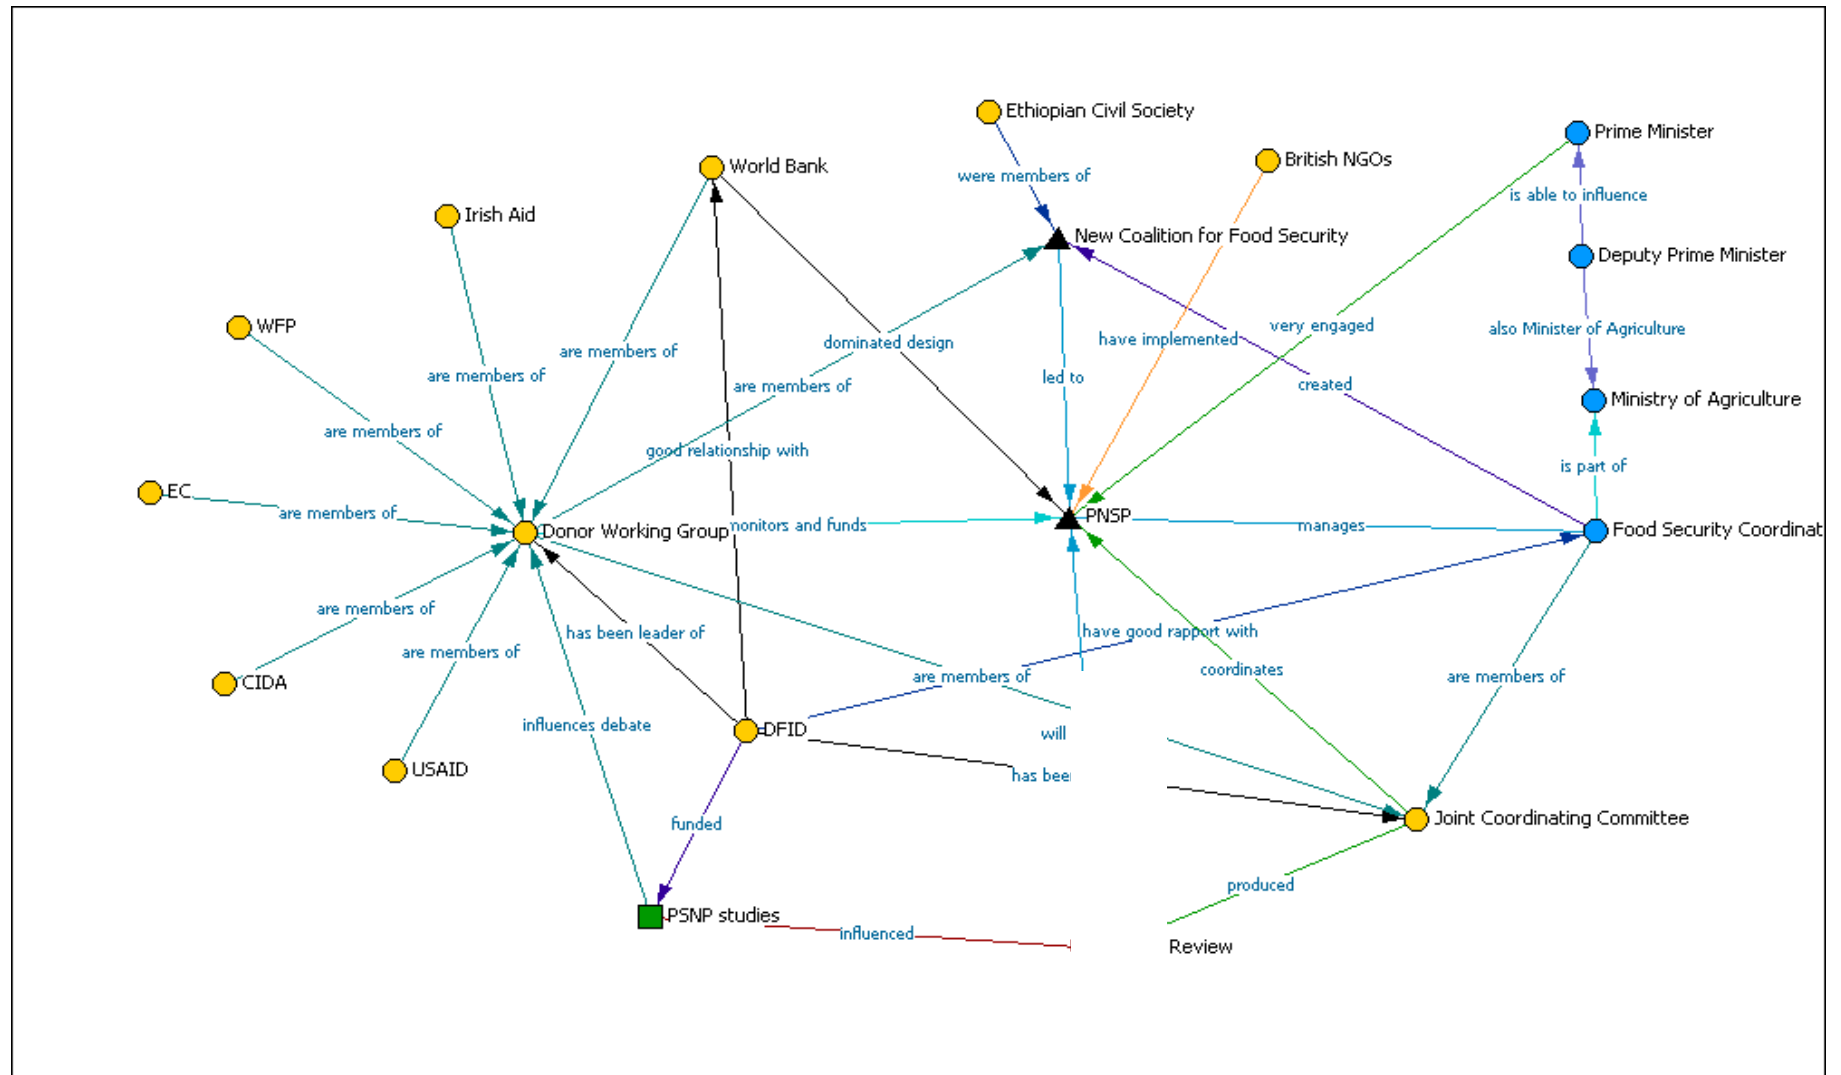 Ethiopian Civil Society
Prime Minister
British NGOs
World Bank
were members of
is able to influence
Irish Aid
New Coalition for Food Security
Deputy Prime Minister
WFP
very engaged
also Minister of Agriculture
have implemented
dominated design
are members of
are members of
led to
are members of
created
Ministry of Agriculture
are members of
good relationship with
is part of
EC
are members of
PNSP
monitors and funds
manages
Donor Working Group
Food Security Coordinat
are members of
has been leader of
have good rapport with
are members of
coordinates
are members of
are members of
CIDA
influences debate
DFID
will
USAID
has bee
Joint Coordinating Committee
funded
produced
PSNP studies
influenced
Review